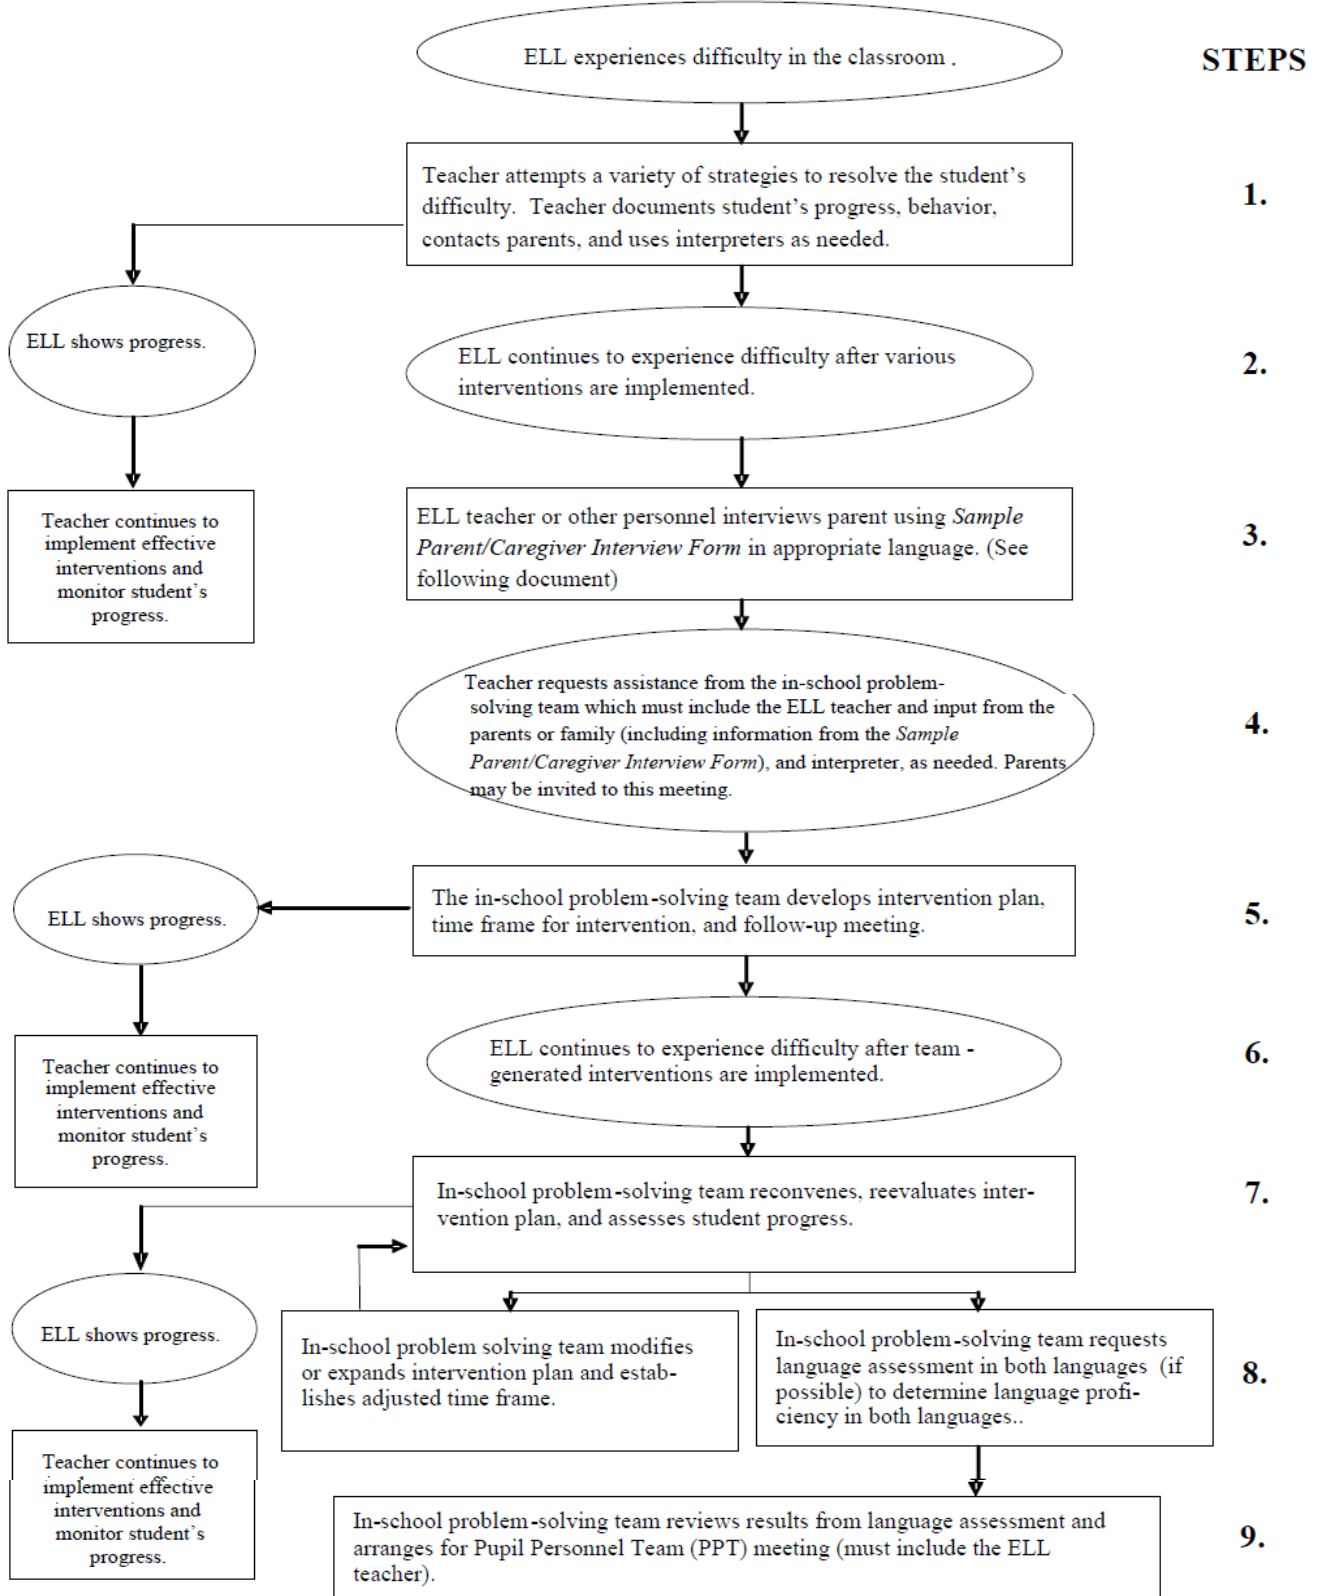 ELL experiences difficulty in the classroom .
STEPS
Teacher attempts a variety of strategies to resolve the student's
difficulty.  Teacher documents student's progress, behavior,
contacts parents, and uses interpreters as needed.
1.
ELL shows progress.
ELL continues to experience difficulty after various
interventions are implemented.
2.
Teacher continues to
implement effective
interventions and
monitor student's
progress.
ELL teacher or other personnel interviews parent using Sample
Parent/Caregiver Interview Form in appropriate language. (See
following document)
3.
Teacher requests assistance from the in-school problem-
solving team which must include the ELL teacher and input from the
parents or family (including information from the Sample
Parent/Caregiver Interview Form), and interpreter, as needed. Parents
may be invited to this meeting.
4.
ELL shows progress.
The in-school problem-solving team develops intervention plan,
time frame for intervention, and follow-up meeting.
5.
Teacher continues to
implement effective
interventions and
monitor student's
progress.
ELL continues to experience difficulty after team -
generated interventions are implemented.
6.
In-school problem-solving team reconvenes, reevaluates inter-
vention plan, and assesses student progress.
7.
ELL shows progress.
In-school problem solving team modifies
or expands intervention plan and estab-
lishes adjusted time frame.
In-school problem-solving team requests
language assessment in both languages  (if
possible) to determine language profi-
ciency in both languages..
8.
Teacher continues to
implement effective
interventions and
monitor student's
progress.
In-school problem-solving team reviews results from language assessment and
arranges for Pupil Personnel Team (PPT) meeting (must include the ELL
teacher).
9.